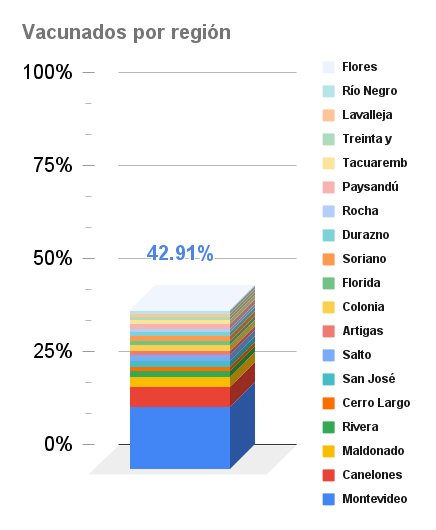 Vacunados por región
100%
75%
50%
25%
0%
42.91%
Flores
Río Negro
Lavalleja
Treinta y
Tacuaremb
Paysandú
Rocha
Durazno
Soriano
Florida
Colonia
Artigas
Salto
San José
Cerro Largo
Rivera
Maldonado
Canelones
Montevideo